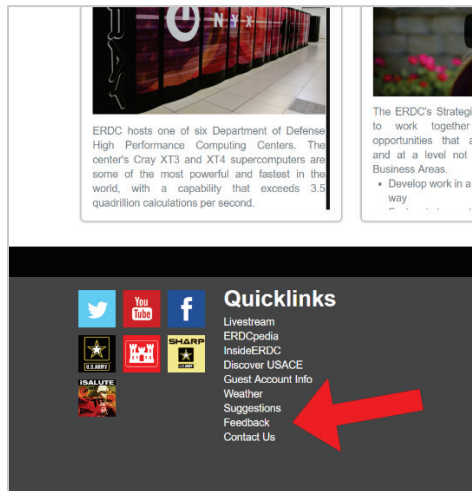 ONYX
ERDC hosts one of six Department of Defense
High Performance Computing Centers. The
center's Cray XT3 and XT4 supercomputers are
some of the most powerful and fastest in the
world, with a capability that exceeds 3.5
quadrillion calculations per second.
The ERDC's
to work together
opportunities that
and at a level not
Business Areas.
• Develop work in a
way
You
Tube
f
U.S. ARMY
SHARP
iSALUTE
Quicklinks
Livestream
ERDCpedia
InsideERDC
Discover USACE
Guest Account Info
Weather
Suggestions
Feedback
Contact Us